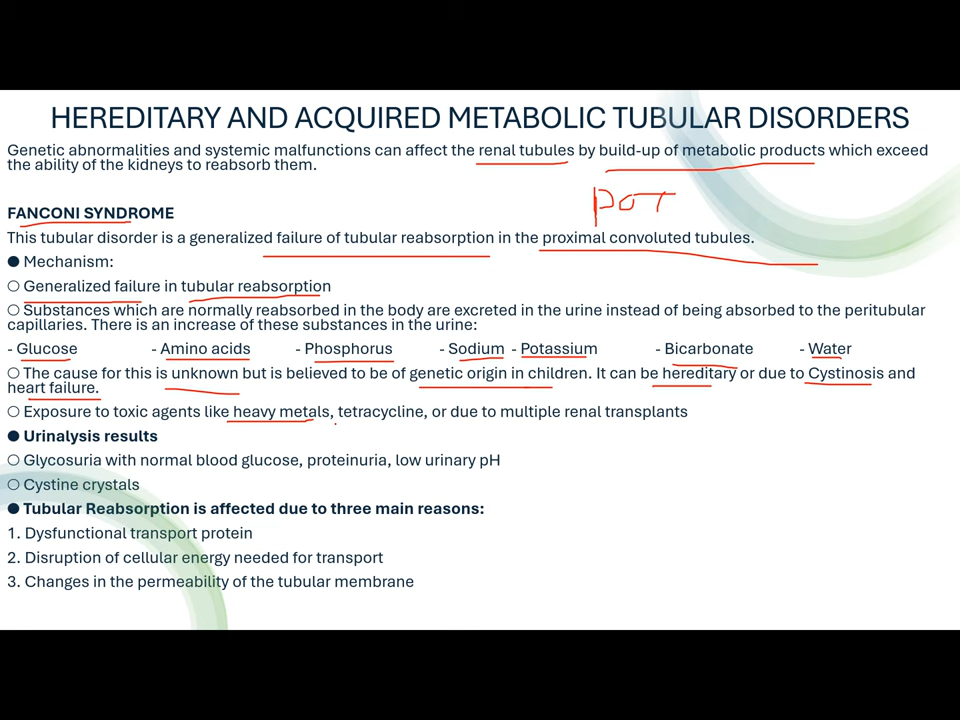 HEREDITARY AND ACQUIRED METABOLIC TUBULAR DISORDERS
Genetic abnormalities and systemic malfunctions can affect the renal tubules by build-up of metabolic products which exceed
the ability of the kidneys to reabsorb them.
FANCONI SYNDROME
This tubular disorder is a generalized failure of tubular reabsorption in the proximal convoluted tubules.
● Mechanism:
○ Generalized failure in tubular reabsorption
○ Substances which are normally reabsorbed in the body are excreted in the urine instead of being absorbed to the peritubular
capillaries. There is an increase of these substances in the urine:
- Glucose - Amino acids - Phosphorus - Sodium - Potassium - Bicarbonate - Water
○ The cause for this is unknown but is believed to be of genetic origin in children. It can be hereditary or due to Cystinosis and
heart failure.
○ Exposure to toxic agents like heavy metals, tetracycline, or due to multiple renal transplants
● Urinalysis results
○ Glycosuria with normal blood glucose, proteinuria, low urinary pH
○ Cystine crystals
● Tubular Reabsorption is affected due to three main reasons:
1. Dysfunctional transport protein
2. Disruption of cellular energy needed for transport
3. Changes in the permeability of the tubular membrane